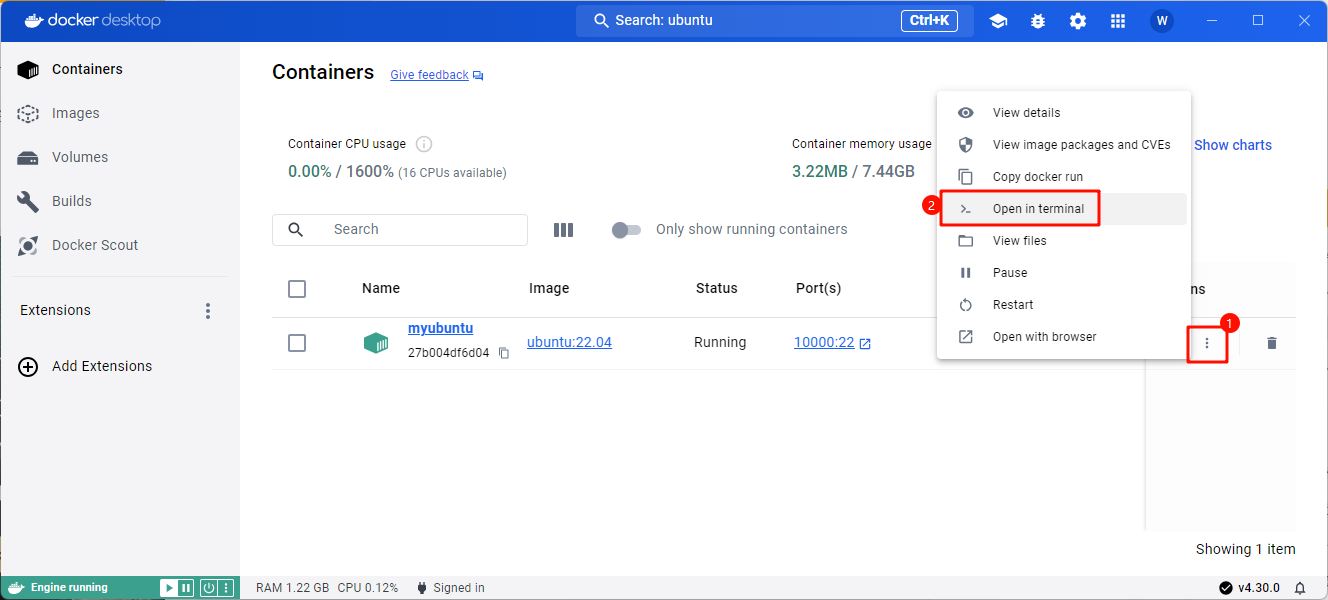 docker desktop
Search: ubuntu
Ctrl+K
W
Containers
Images
Volumes
Builds
Docker Scout
Extensions
Add Extensions
Containers
Give feedback
Container CPU usage
0.00% / 1600% (16 CPUs available)
Container memory usage
3.22MB / 7.44GB
Show charts
Search
Only show running containers
Name
Image
Status
Port(s)
ns
myubuntu
27b004df6d04
ubuntu:22.04
Running
10000:22
View details
View image packages and CVEs
Copy docker run
2
Open in terminal
View files
Pause
Restart
Open with browser
1
Showing 1 item
Engine running
RAM 1.22 GB CPU 0.12%
Signed in
v4.30.0